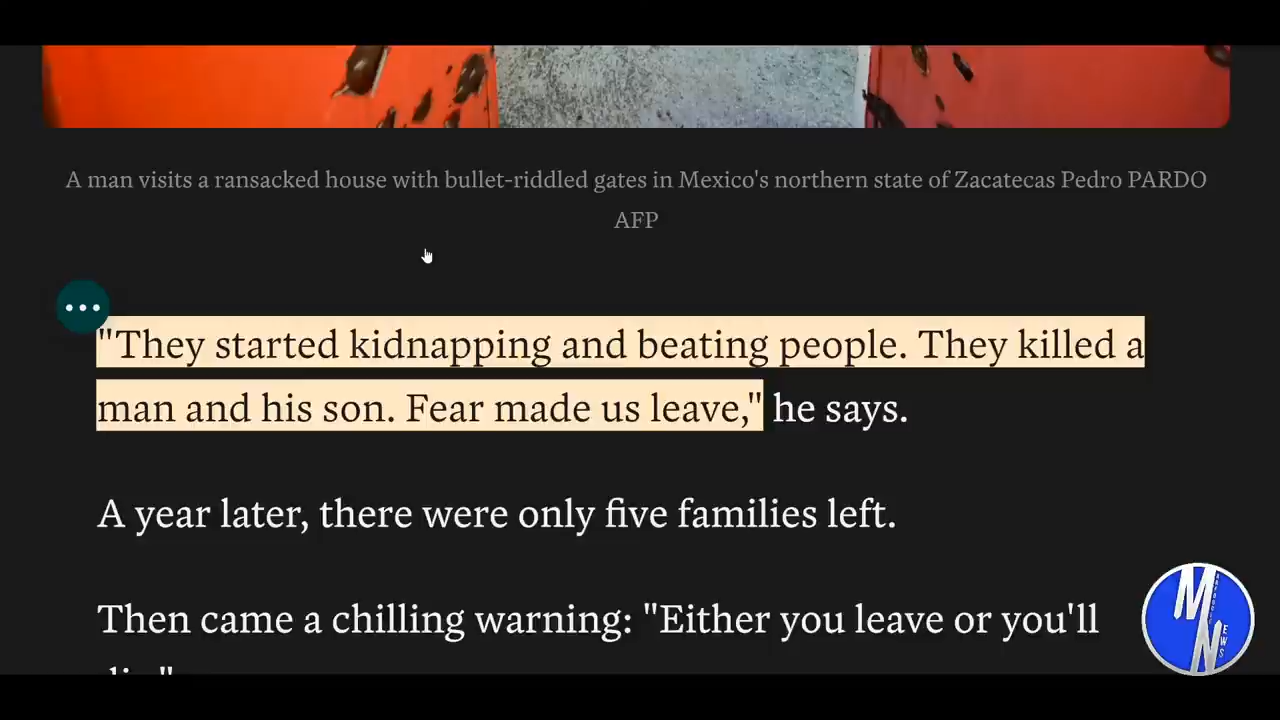 A man visits a ransacked house with bullet-riddled gates in Mexico's northern state of Zacatecas Pedro PARDO
AFP
"They started kidnapping and beating people. They killed a
man and his son. Fear made us leave," he says.
A year later, there were only five families left.
Then came a chilling warning: "Either you leave or you'll